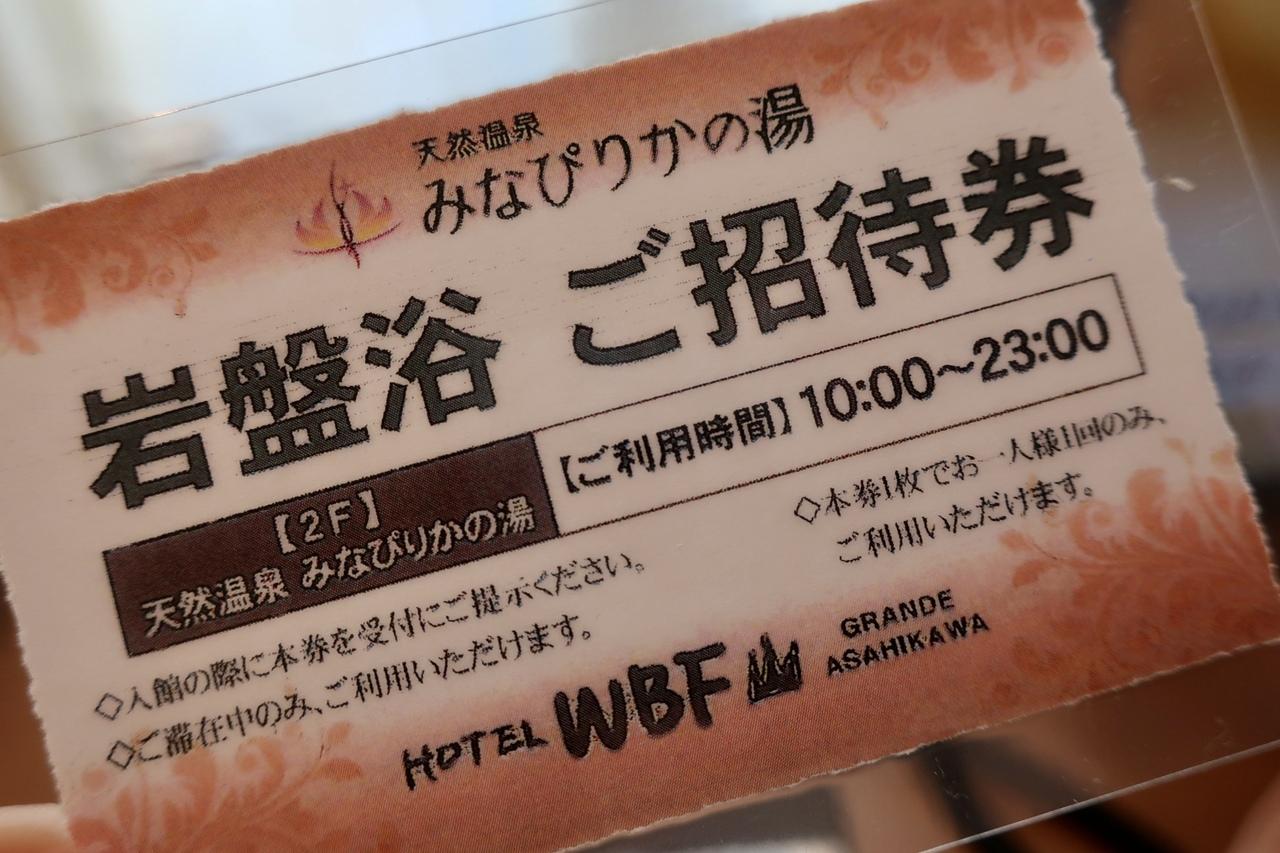 天然温泉
みなぴりかの湯
岩盤浴 ご招待券
【2F】
天然温泉 みなぴりかの湯
【ご利用時間】10:00～23:00
◇入館の際に本券を受付にご提示ください。
◇ご滞在中のみ、ご利用いただけます。
◇本券1枚でお一人様1回のみ、
ご利用いただけます。
HOTEL WBF
GRANDE
ASAHIKAWA